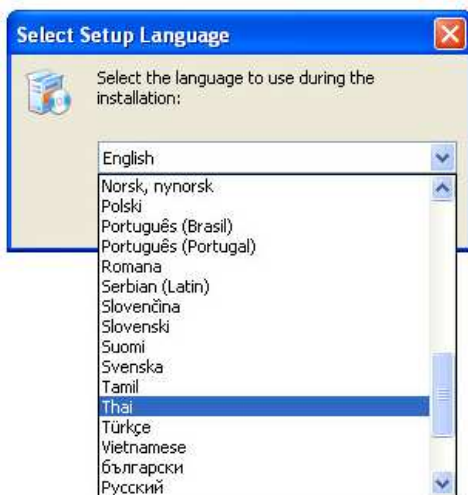 Select Setup Language
Select the language to use during the
installation:
English
Norsk, nynorsk
Polski
Português (Brasil)
Português (Portugal)
Romana
Serbian (Latin)
Slovenčina
Slovenski
Suomi
Svenska
Tamil
Thai
Türkçe
Vietnamese
български
Русский